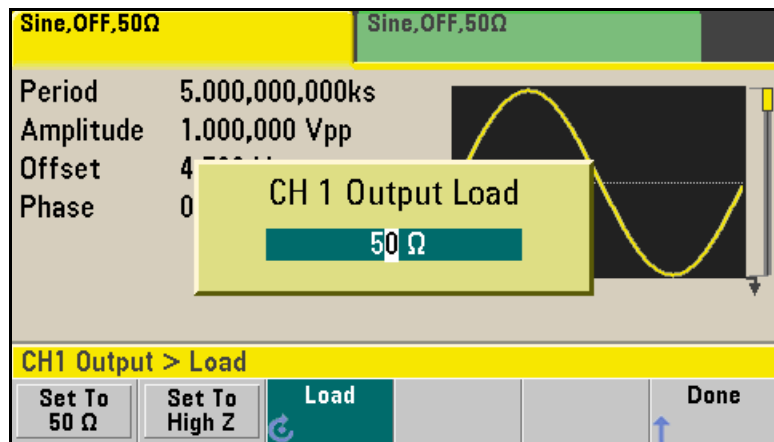 Sine,OFF,50Ω
Sine,OFF,50Ω
Period 5.000,000,000ks
Amplitude 1.000,000 Vpp
Offset
Phase
CH 1 Output Load
50 Ω
CH1 Output > Load
Set To 50 Ω
Set To High Z
Load
Done